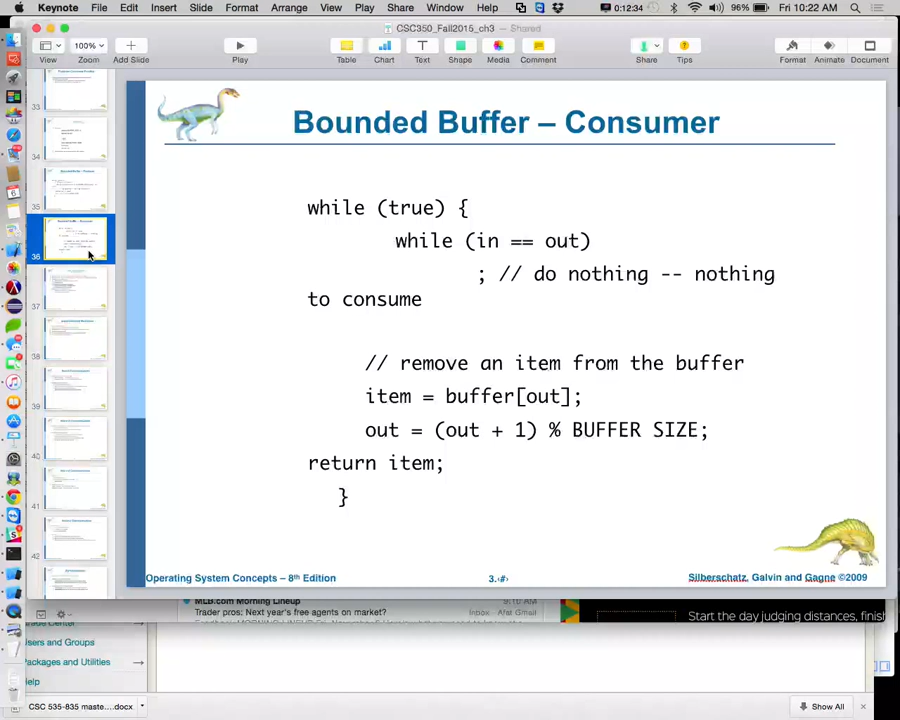 Keynote File Edit Insert Slide Format Arrange View Play Share Window Help 0:12:34 96% Fri 10:22 AM
CSC350_Fall2015_ch3 — Shared
100%
View Zoom Add Slide Play Table Chart Text Shape Media Comment Share Tips Format Animate Document
33
34
35
36
37
38
39
40
41
42
Bounded Buffer – Consumer
while (true) {
while (in == out)
; // do nothing -- nothing
to consume
// remove an item from the buffer
item = buffer[out];
out = (out + 1) % BUFFER SIZE;
return item;
}
Operating System Concepts – 8th Edition
3.‹#›
Silberschatz, Galvin and Gagne ©2009
MLB.com Morning Lineup 9:10 AM
Trader pros: Next year's free agents on market? Inbox - Afei Gmail
Start the day judging distances, finish
Users and Groups
Packages and Utilities
Help
CSC 535-835 maste....docx
Show All